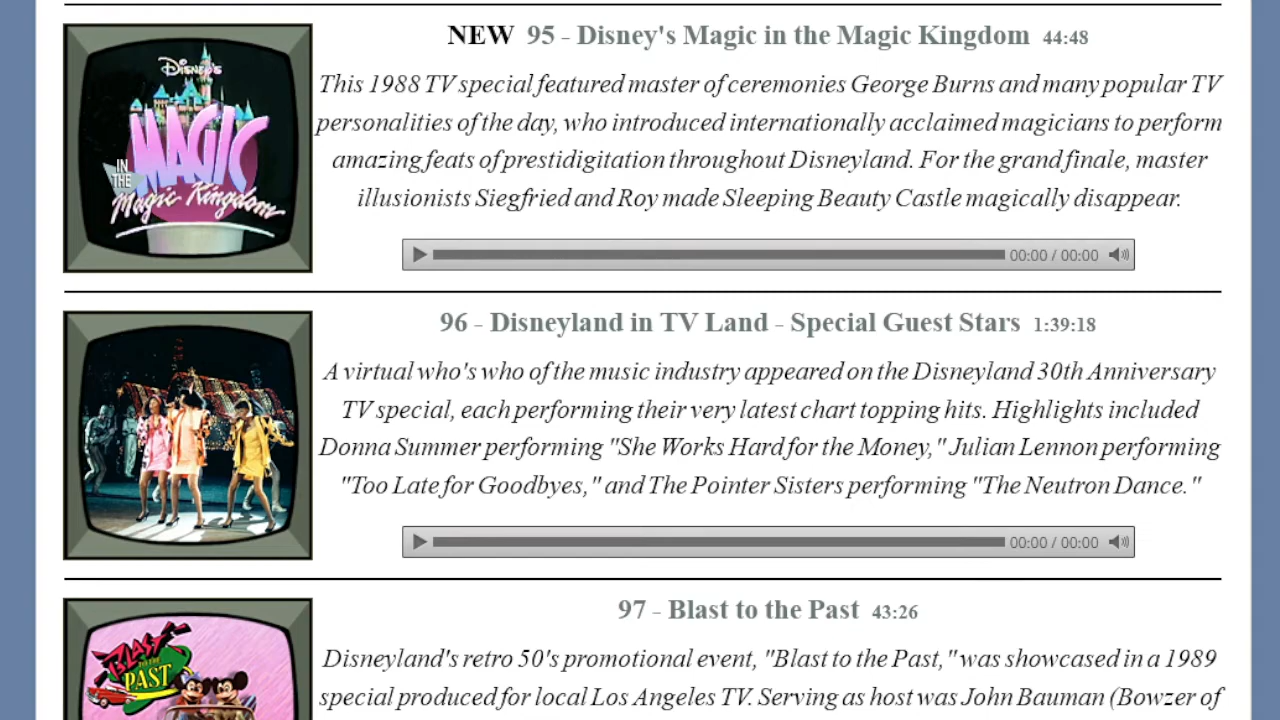 NEW 95 - Disney's Magic in the Magic Kingdom 44:48
Disney's
MAGIC
IN
THE
Magic Kingdom
This 1988 TV special featured master of ceremonies George Burns and many popular TV
personalities of the day, who introduced internationally acclaimed magicians to perform
amazing feats of prestidigitation throughout Disneyland. For the grand finale, master
illusionists Siegfried and Roy made Sleeping Beauty Castle magically disappear.
00:00 / 00:00
96 - Disneyland in TV Land - Special Guest Stars 1:39:18
A virtual who's who of the music industry appeared on the Disneyland 30th Anniversary
TV special, each performing their very latest chart topping hits. Highlights included
Donna Summer performing "She Works Hard for the Money," Julian Lennon performing
"Too Late for Goodbyes," and The Pointer Sisters performing "The Neutron Dance."
00:00 / 00:00
97 - Blast to the Past 43:26
BLAST
TO THE
PAST
Disneyland's retro 50's promotional event, "Blast to the Past," was showcased in a 1989
special produced for local Los Angeles TV. Serving as host was John Bauman (Bowzer of